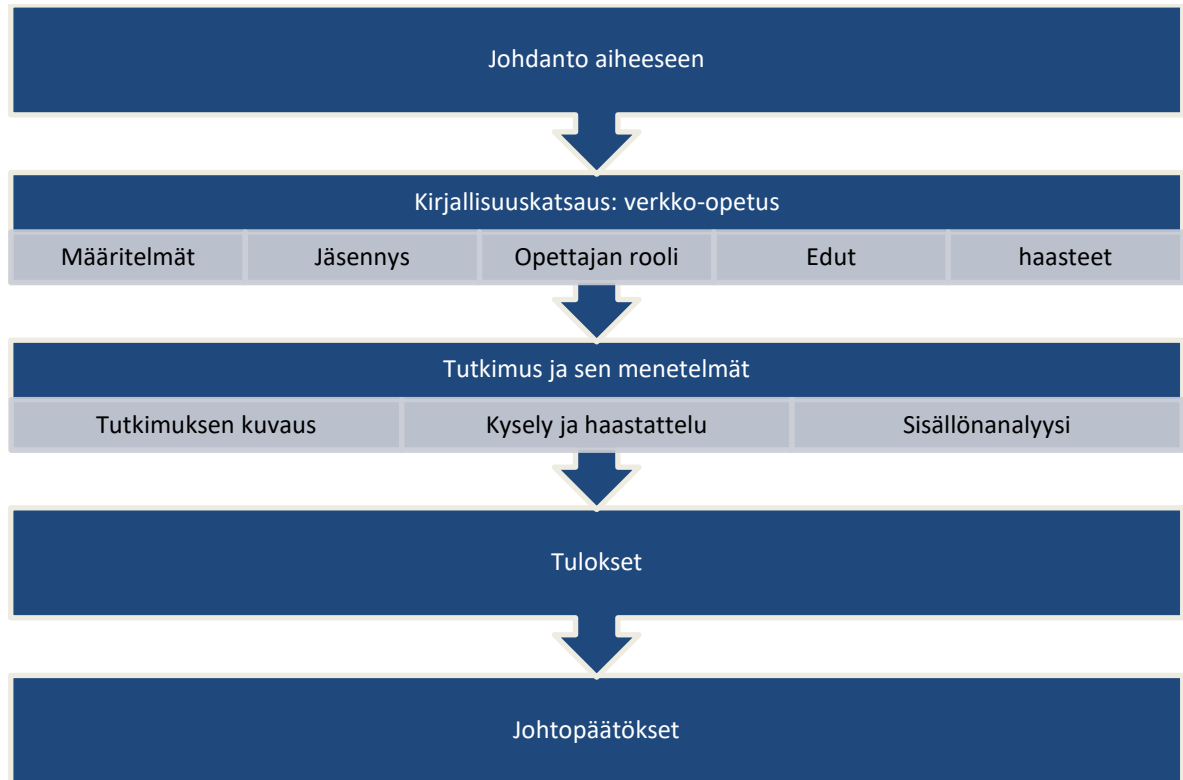 Johdanto aiheeseen
Kirjallisuuskatsaus: verkko-opetus
Määritelmät Jäsennys Opettajan rooli Edut haasteet
Tutkimus ja sen menetelmät
Tutkimuksen kuvaus Kysely ja haastattelu Sisällönanalyysi
Tulokset
Johtopäätökset